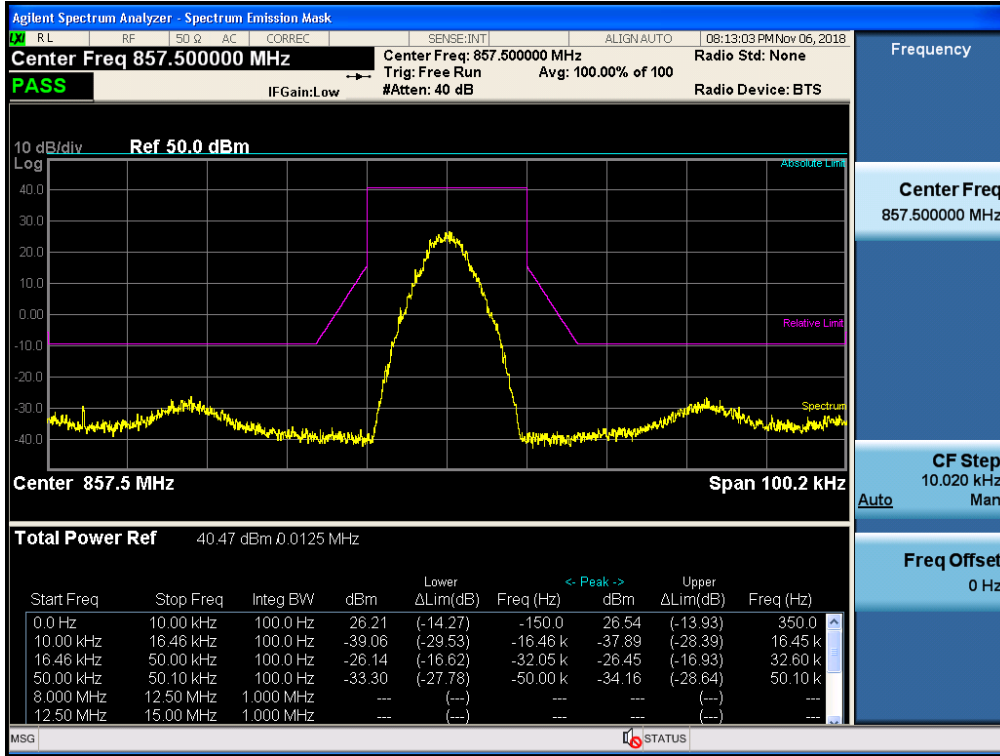 Agilent Spectrum Analyzer - Spectrum Emission Mask
LXI RL RF 50 Ω AC CORREC SENSE:INT ALIGN AUTO 08:13:03 PM Nov 06, 2018
Center Freq 857.500000 MHz
PASS
IFGain:Low
Center Freq: 857.500000 MHz
Trig: Free Run Avg: 100.00% of 100
#Atten: 40 dB
Radio Std: None
Radio Device: BTS
10 dB/div Ref 50.0 dBm
Log
Absolute Limit
40.0
30.0
20.0
10.0
0.00
Relative Limit
-10.0
-20.0
-30.0
Spectrum
-40.0
Center 857.5 MHz Span 100.2 kHz
Total Power Ref 40.47 dBm / 0.0125 MHz
Lower <- Peak -> Upper
Start Freq Stop Freq Integ BW dBm ΔLim(dB) Freq (Hz) dBm ΔLim(dB) Freq (Hz)
0.0 Hz 10.00 kHz 100.0 Hz 26.21 (-14.27) -150.0 26.54 (-13.93) 350.0
10.00 kHz 16.46 kHz 100.0 Hz -39.06 (-29.53) -16.46 k -37.89 (-28.39) 16.45 k
16.46 kHz 50.00 kHz 100.0 Hz -26.14 (-16.62) -32.05 k -26.45 (-16.93) 32.60 k
50.00 kHz 50.10 kHz 100.0 Hz -33.30 (-27.78) -50.00 k -34.16 (-28.64) 50.10 k
8.000 MHz 12.50 MHz 1.000 MHz --- (---) --- --- (---) ---
12.50 MHz 15.00 MHz 1.000 MHz --- (---) --- --- (---) ---
MSG STATUS
Frequency
Center Freq
857.500000 MHz
CF Step
10.020 kHz
Auto Man
Freq Offset
0 Hz